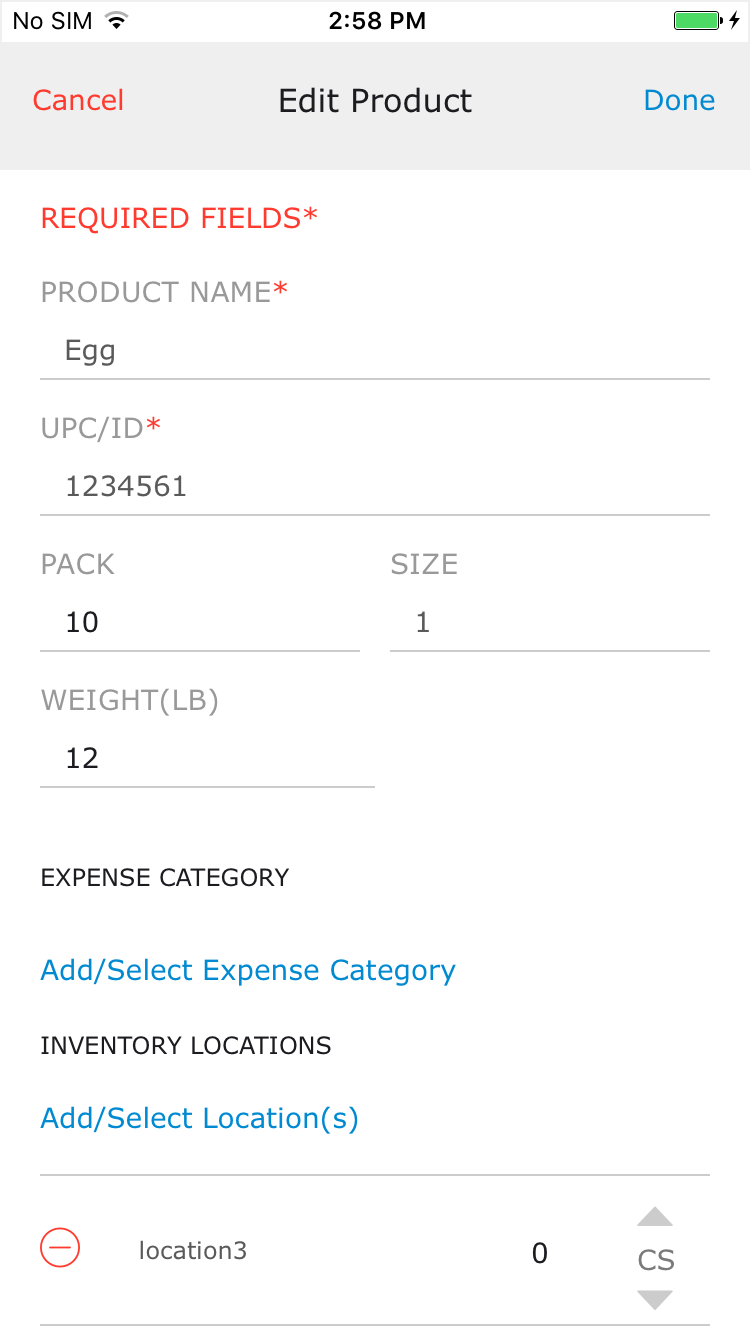 No SIM 2:58 PM
Cancel Edit Product Done
REQUIRED FIELDS*
PRODUCT NAME*
Egg
UPC/ID*
1234561
PACK SIZE
10 1
WEIGHT(LB)
12
EXPENSE CATEGORY
Add/Select Expense Category
INVENTORY LOCATIONS
Add/Select Location(s)
location3 0 CS